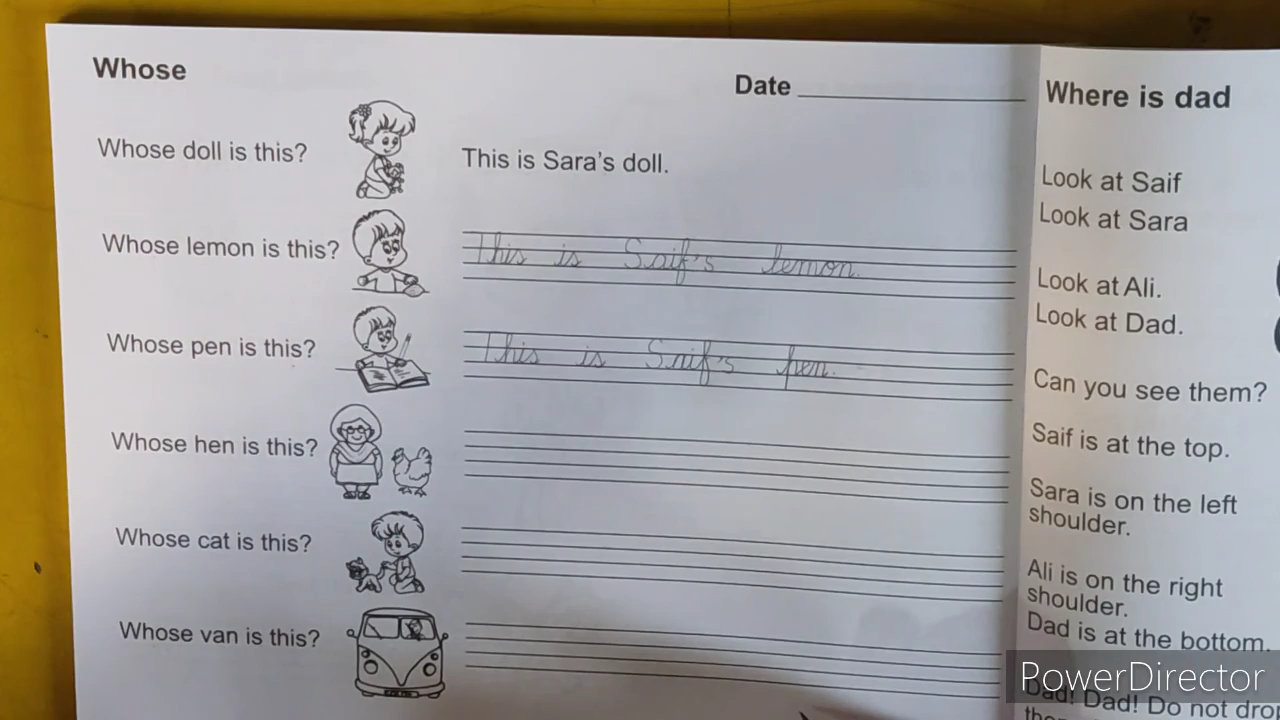 Whose
Date
Whose doll is this?
This is Sara's doll.
Whose lemon is this?
This is Saif's lemon.
Whose pen is this?
This is Saif's pen.
Whose hen is this?
Whose cat is this?
Whose van is this?
Where is dad
Look at Saif
Look at Sara
Look at Ali.
Look at Dad.
Can you see them?
Saif is at the top.
Sara is on the left
shoulder.
Ali is on the right
shoulder.
Dad is at the bottom.
Dad! Dad! Do not drop
PowerDirector